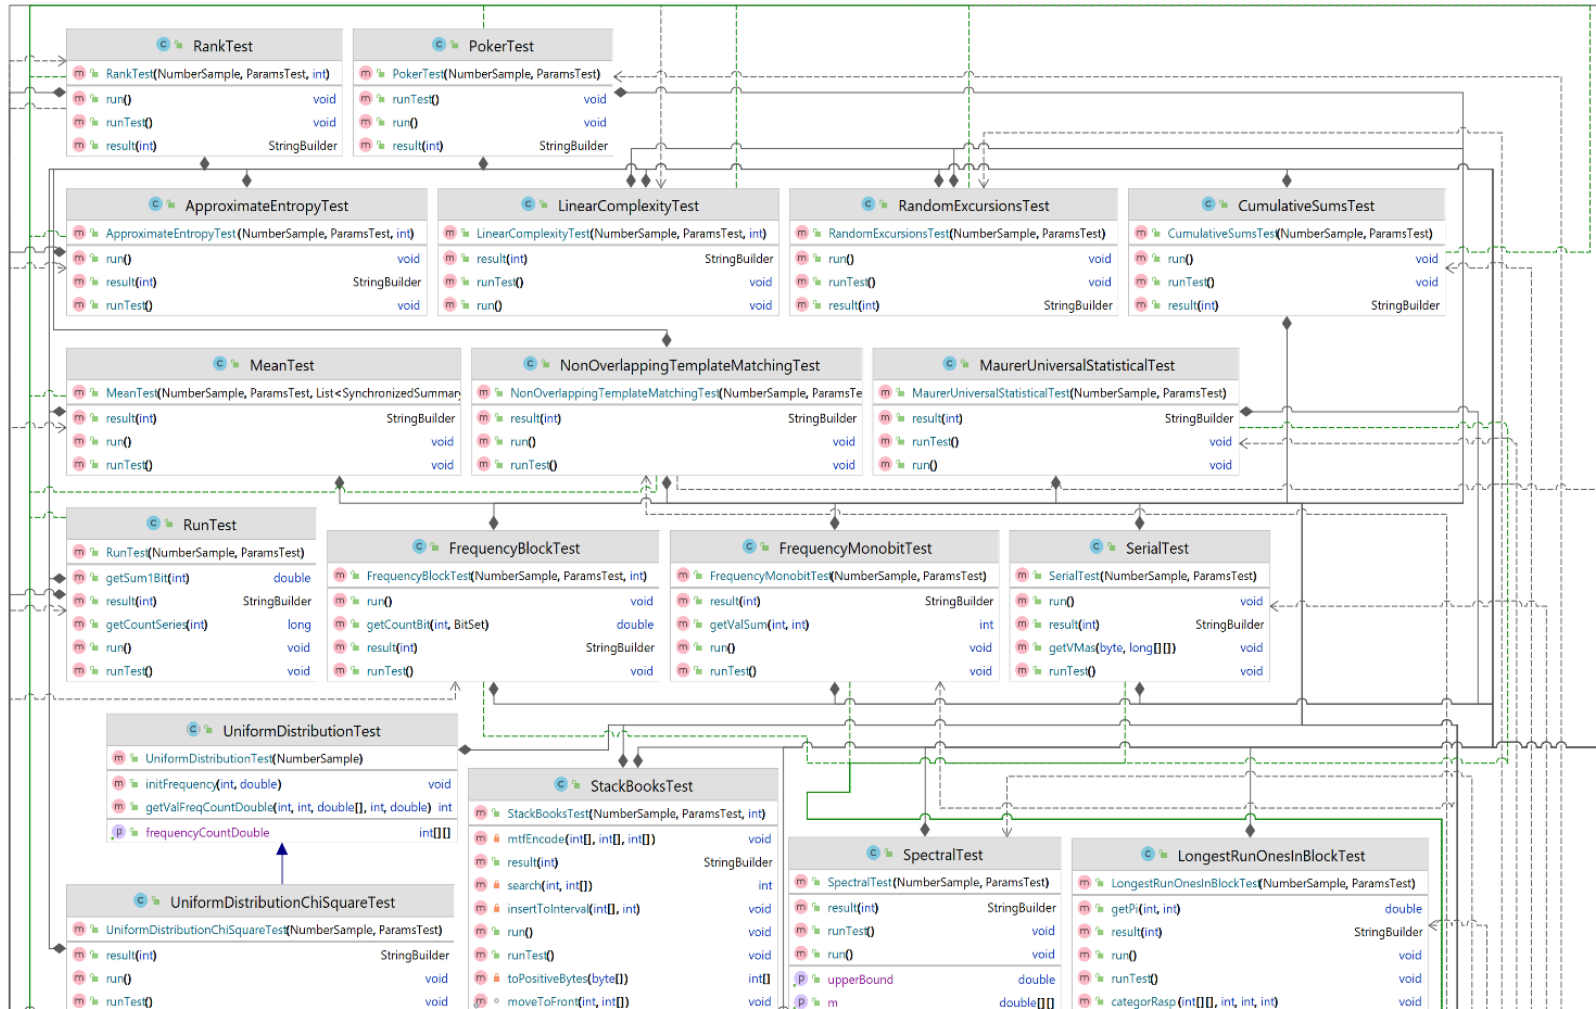 RankTest
RankTest(NumberSample, ParamsTest, int)
run() void
runTest() void
result(int) StringBuilder
PokerTest
PokerTest(NumberSample, ParamsTest)
runTest() void
run() void
result(int) StringBuilder
ApproximateEntropyTest
ApproximateEntropyTest(NumberSample, ParamsTest, int)
run() void
result(int) StringBuilder
runTest() void
LinearComplexityTest
LinearComplexityTest(NumberSample, ParamsTest, int)
result(int) StringBuilder
runTest() void
run() void
RandomExcursionsTest
RandomExcursionsTest(NumberSample, ParamsTest)
run() void
runTest() void
result(int) StringBuilder
CumulativeSumsTest
CumulativeSumsTest(NumberSample, ParamsTest)
run() void
runTest() void
result(int) StringBuilder
MeanTest
MeanTest(NumberSample, ParamsTest, List<SynchronizedSummar
result(int) StringBuilder
run() void
runTest() void
NonOverlappingTemplateMatchingTest
NonOverlappingTemplateMatchingTest(NumberSample, ParamsTe
result(int) StringBuilder
run() void
runTest() void
MaurerUniversalStatisticalTest
MaurerUniversalStatisticalTest(NumberSample, ParamsTest)
result(int) StringBuilder
runTest() void
run() void
RunTest
RunTest(NumberSample, ParamsTest)
getSum1Bit(int) double
result(int) StringBuilder
getCountSeries(int) long
run() void
runTest() void
FrequencyBlockTest
FrequencyBlockTest(NumberSample, ParamsTest, int)
run() void
getCountBit(int, BitSet) double
result(int) StringBuilder
runTest() void
FrequencyMonobitTest
FrequencyMonobitTest(NumberSample, ParamsTest)
result(int) StringBuilder
getValSum(int, int) int
run() void
runTest() void
SerialTest
SerialTest(NumberSample, ParamsTest)
run() void
result(int) StringBuilder
getVMas(byte, long[][]) void
runTest() void
UniformDistributionTest
UniformDistributionTest(NumberSample)
initFrequency(int, double) void
getValFreqCountDouble(int, int, double[], int, double) int
frequencyCountDouble int[][]
StackBooksTest
StackBooksTest(NumberSample, ParamsTest, int)
mtfEncode(int[], int[], int[]) void
result(int) StringBuilder
search(int, int[]) int
insertToInterval(int[], int) void
run() void
runTest() void
toPositiveBytes(byte[]) int[]
moveToFront(int, int[]) void
SpectralTest
SpectralTest(NumberSample, ParamsTest)
result(int) StringBuilder
runTest() void
run() void
upperBound double
m double[][]
LongestRunOnesInBlockTest
LongestRunOnesInBlockTest(NumberSample, ParamsTest)
getPi(int, int) double
result(int) StringBuilder
run() void
runTest() void
categorRasp(int[][], int, int, int) void
UniformDistributionChiSquareTest
UniformDistributionChiSquareTest(NumberSample, ParamsTest)
result(int) StringBuilder
run() void
runTest() void